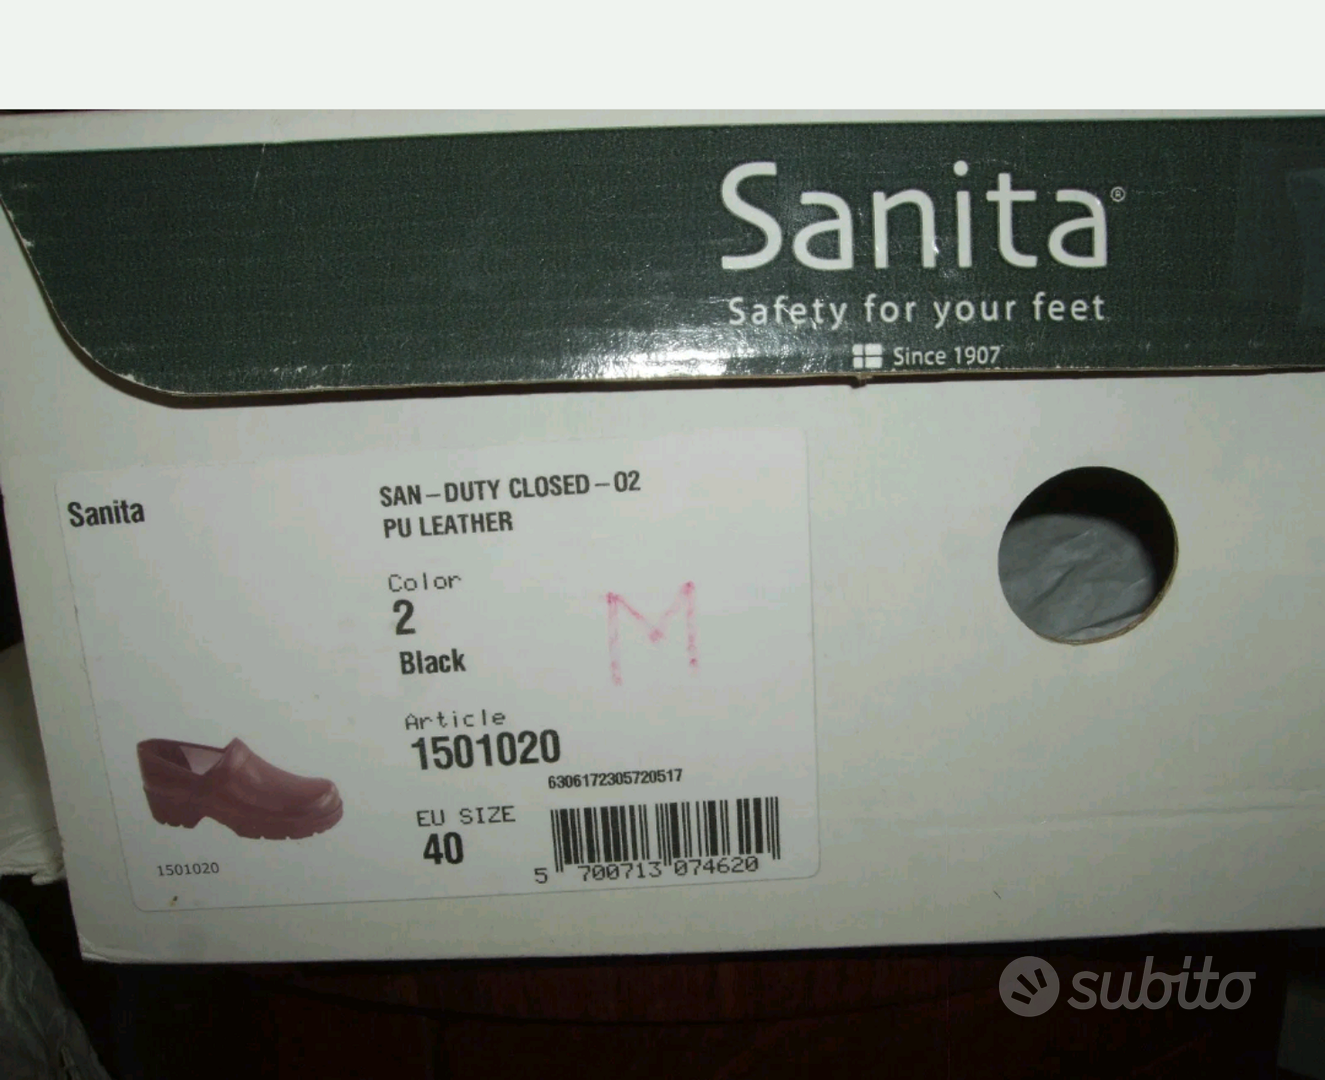 Sanita®
Safety for your feet
Since 1907
Sanita
SAN-DUTY CLOSED-02
PU LEATHER
Color
2
Black
M
Article
1501020
6306172305720517
EU SIZE
40
5 700713 074620
1501020
subito